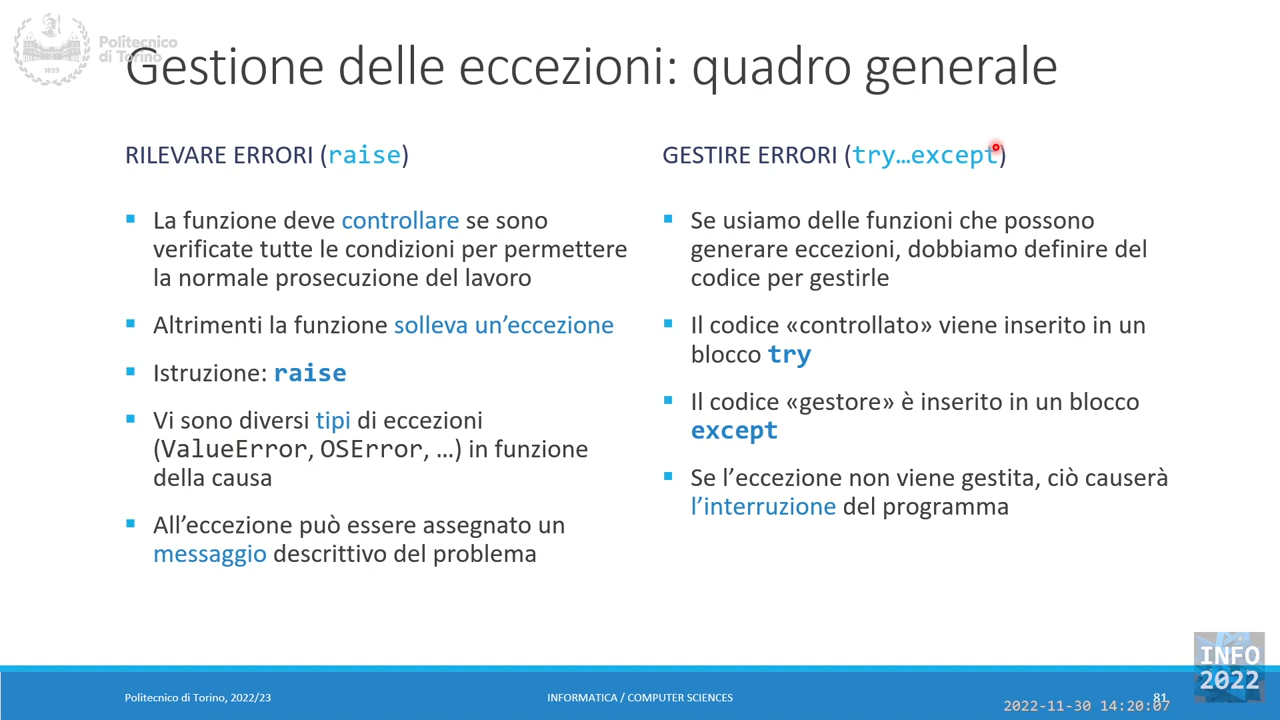 Politecnico
di Torino
1859
Gestione delle eccezioni: quadro generale
RILEVARE ERRORI (raise)
▪ La funzione deve controllare se sono
verificate tutte le condizioni per permettere
la normale prosecuzione del lavoro
▪ Altrimenti la funzione solleva un’eccezione
▪ Istruzione: raise
▪ Vi sono diversi tipi di eccezioni
(ValueError, OSError, …) in funzione
della causa
▪ All’eccezione può essere assegnato un
messaggio descrittivo del problema
GESTIRE ERRORI (try…except)
▪ Se usiamo delle funzioni che possono
generare eccezioni, dobbiamo definire del
codice per gestirle
▪ Il codice «controllato» viene inserito in un
blocco try
▪ Il codice «gestore» è inserito in un blocco
except
▪ Se l’eccezione non viene gestita, ciò causerà
l’interruzione del programma
Politecnico di Torino, 2022/23
INFORMATICA / COMPUTER SCIENCES
81
INFO
2022
2022-11-30 14:20:07